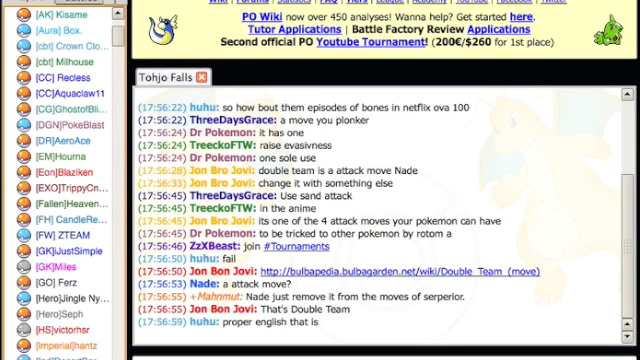 Wiki | Forums | Statistics | FAQ | News | League | Academy | YouTube | Facebook | Twitter
PO Wiki now over 450 analyses! Wanna help? Get started here.
Tutor Applications | Battle Factory Review Applications
Second official PO Youtube Tournament! (200€/$260 for 1st place)
[AK] Kisame
[Aura] Box.
[cbt] Crown Clo...
[cbt] Milhouse
[CC] Recless
[CC]Aquaclaw11
[CG]GhostofBli...
[DGN]PokeBlast
[DR]AeroAce
[EM]Hourna
[Eon]Blaziken
[EXO]TrippyCn...
[Fallen]Heaven...
[FH] CandleRe...
[FW] ZTEAM
[GK]iJustSimple
[GK]Miles
[GO] Ferz
[Hero]Jingle Ny...
[Hero]Seph
[HS]victorhsr
[Imperial]hantz
Tohjo Falls
(17:56:22) huhu: so how bout them episodes of bones in netflix ova 100
(17:56:22) ThreeDaysGrace: a move you plonker
(17:56:24) Dr Pokemon: it has one
(17:56:24) TreeckoFTW: raise evasivness
(17:56:24) Dr Pokemon: one sole use
(17:56:28) Jon Bro Jovi: double team is a attack move Nade
(17:56:33) Jon Bro Jovi: change it with something else
(17:56:45) ThreeDaysGrace: Use sand attack
(17:56:45) TreeckoFTW: in the anime
(17:56:45) Jon Bro Jovi: its one of the 4 attack moves your pokemon can have
(17:56:45) Dr Pokemon: to be tricked to other pokemon by rotom a
(17:56:46) ZzXBeast: join #Tournaments
(17:56:50) huhu: fail
(17:56:50) Jon Bon Jovi: http://bulbapedia.bulbagarden.net/wiki/Double_Team_(move)
(17:56:53) Nade: a attack move?
(17:56:55) +Mahnmut: Nade just remove it from the moves of serperior.
(17:56:55) Jon Bon Jovi: That's Double Team
(17:56:59) huhu: proper english that is